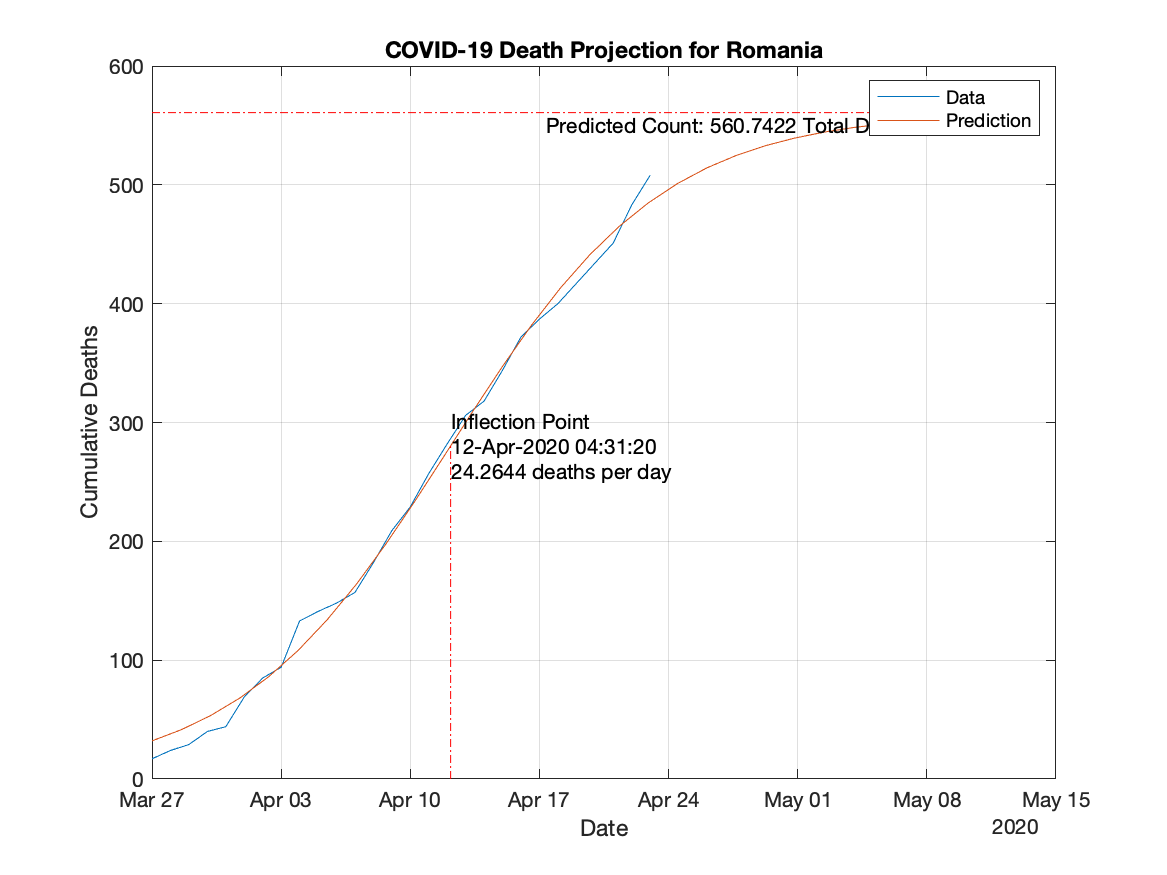 COVID-19 Death Projection for Romania
600
500
400
300
200
100
0
Cumulative Deaths
Data
Prediction
Predicted Count: 560.7422 Total D
Inflection Point
12-Apr-2020 04:31:20
24.2644 deaths per day
Mar 27 Apr 03 Apr 10 Apr 17 Apr 24 May 01 May 08 May 15
Date
2020